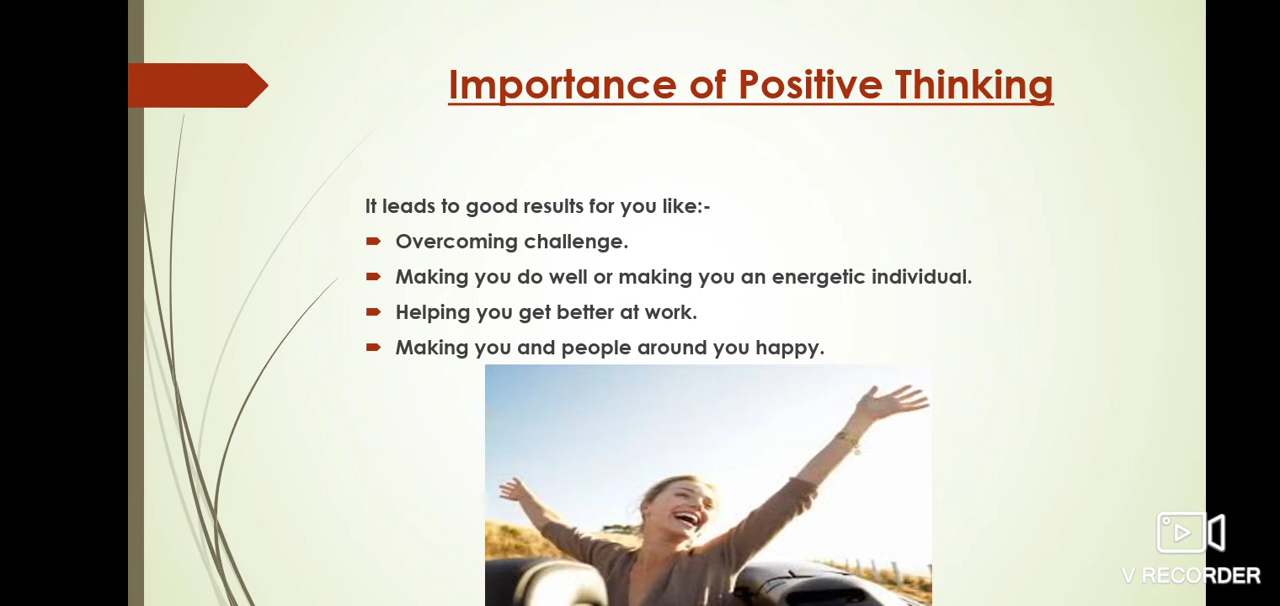 Importance of Positive Thinking
It leads to good results for you like:-
Overcoming challenge.
Making you do well or making you an energetic individual.
Helping you get better at work.
Making you and people around you happy.
V RECORDER